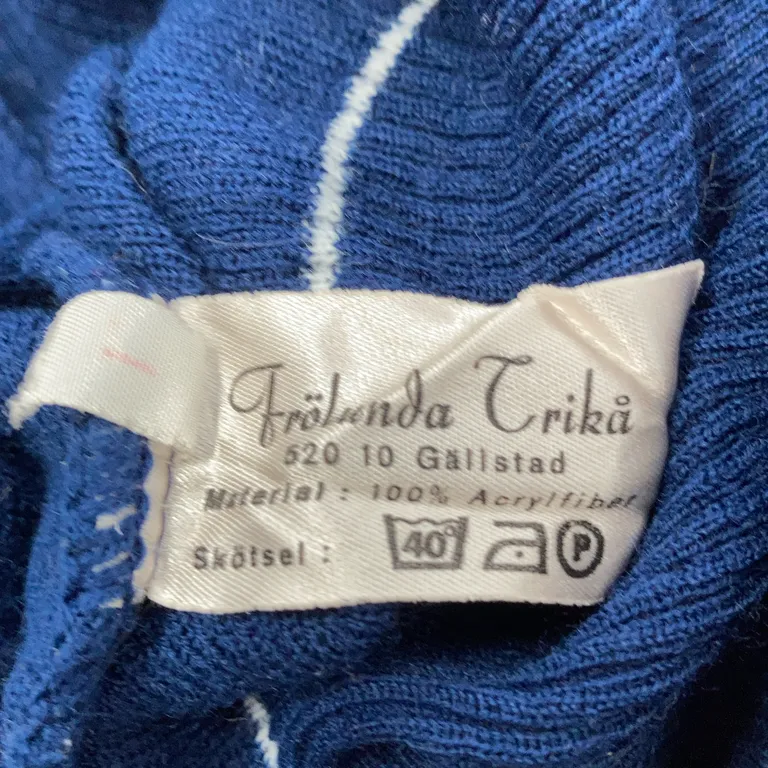 Frölunda Trikå
520 10 Gällstad
Material : 100% Acrylfiber
Skötsel : 40° P